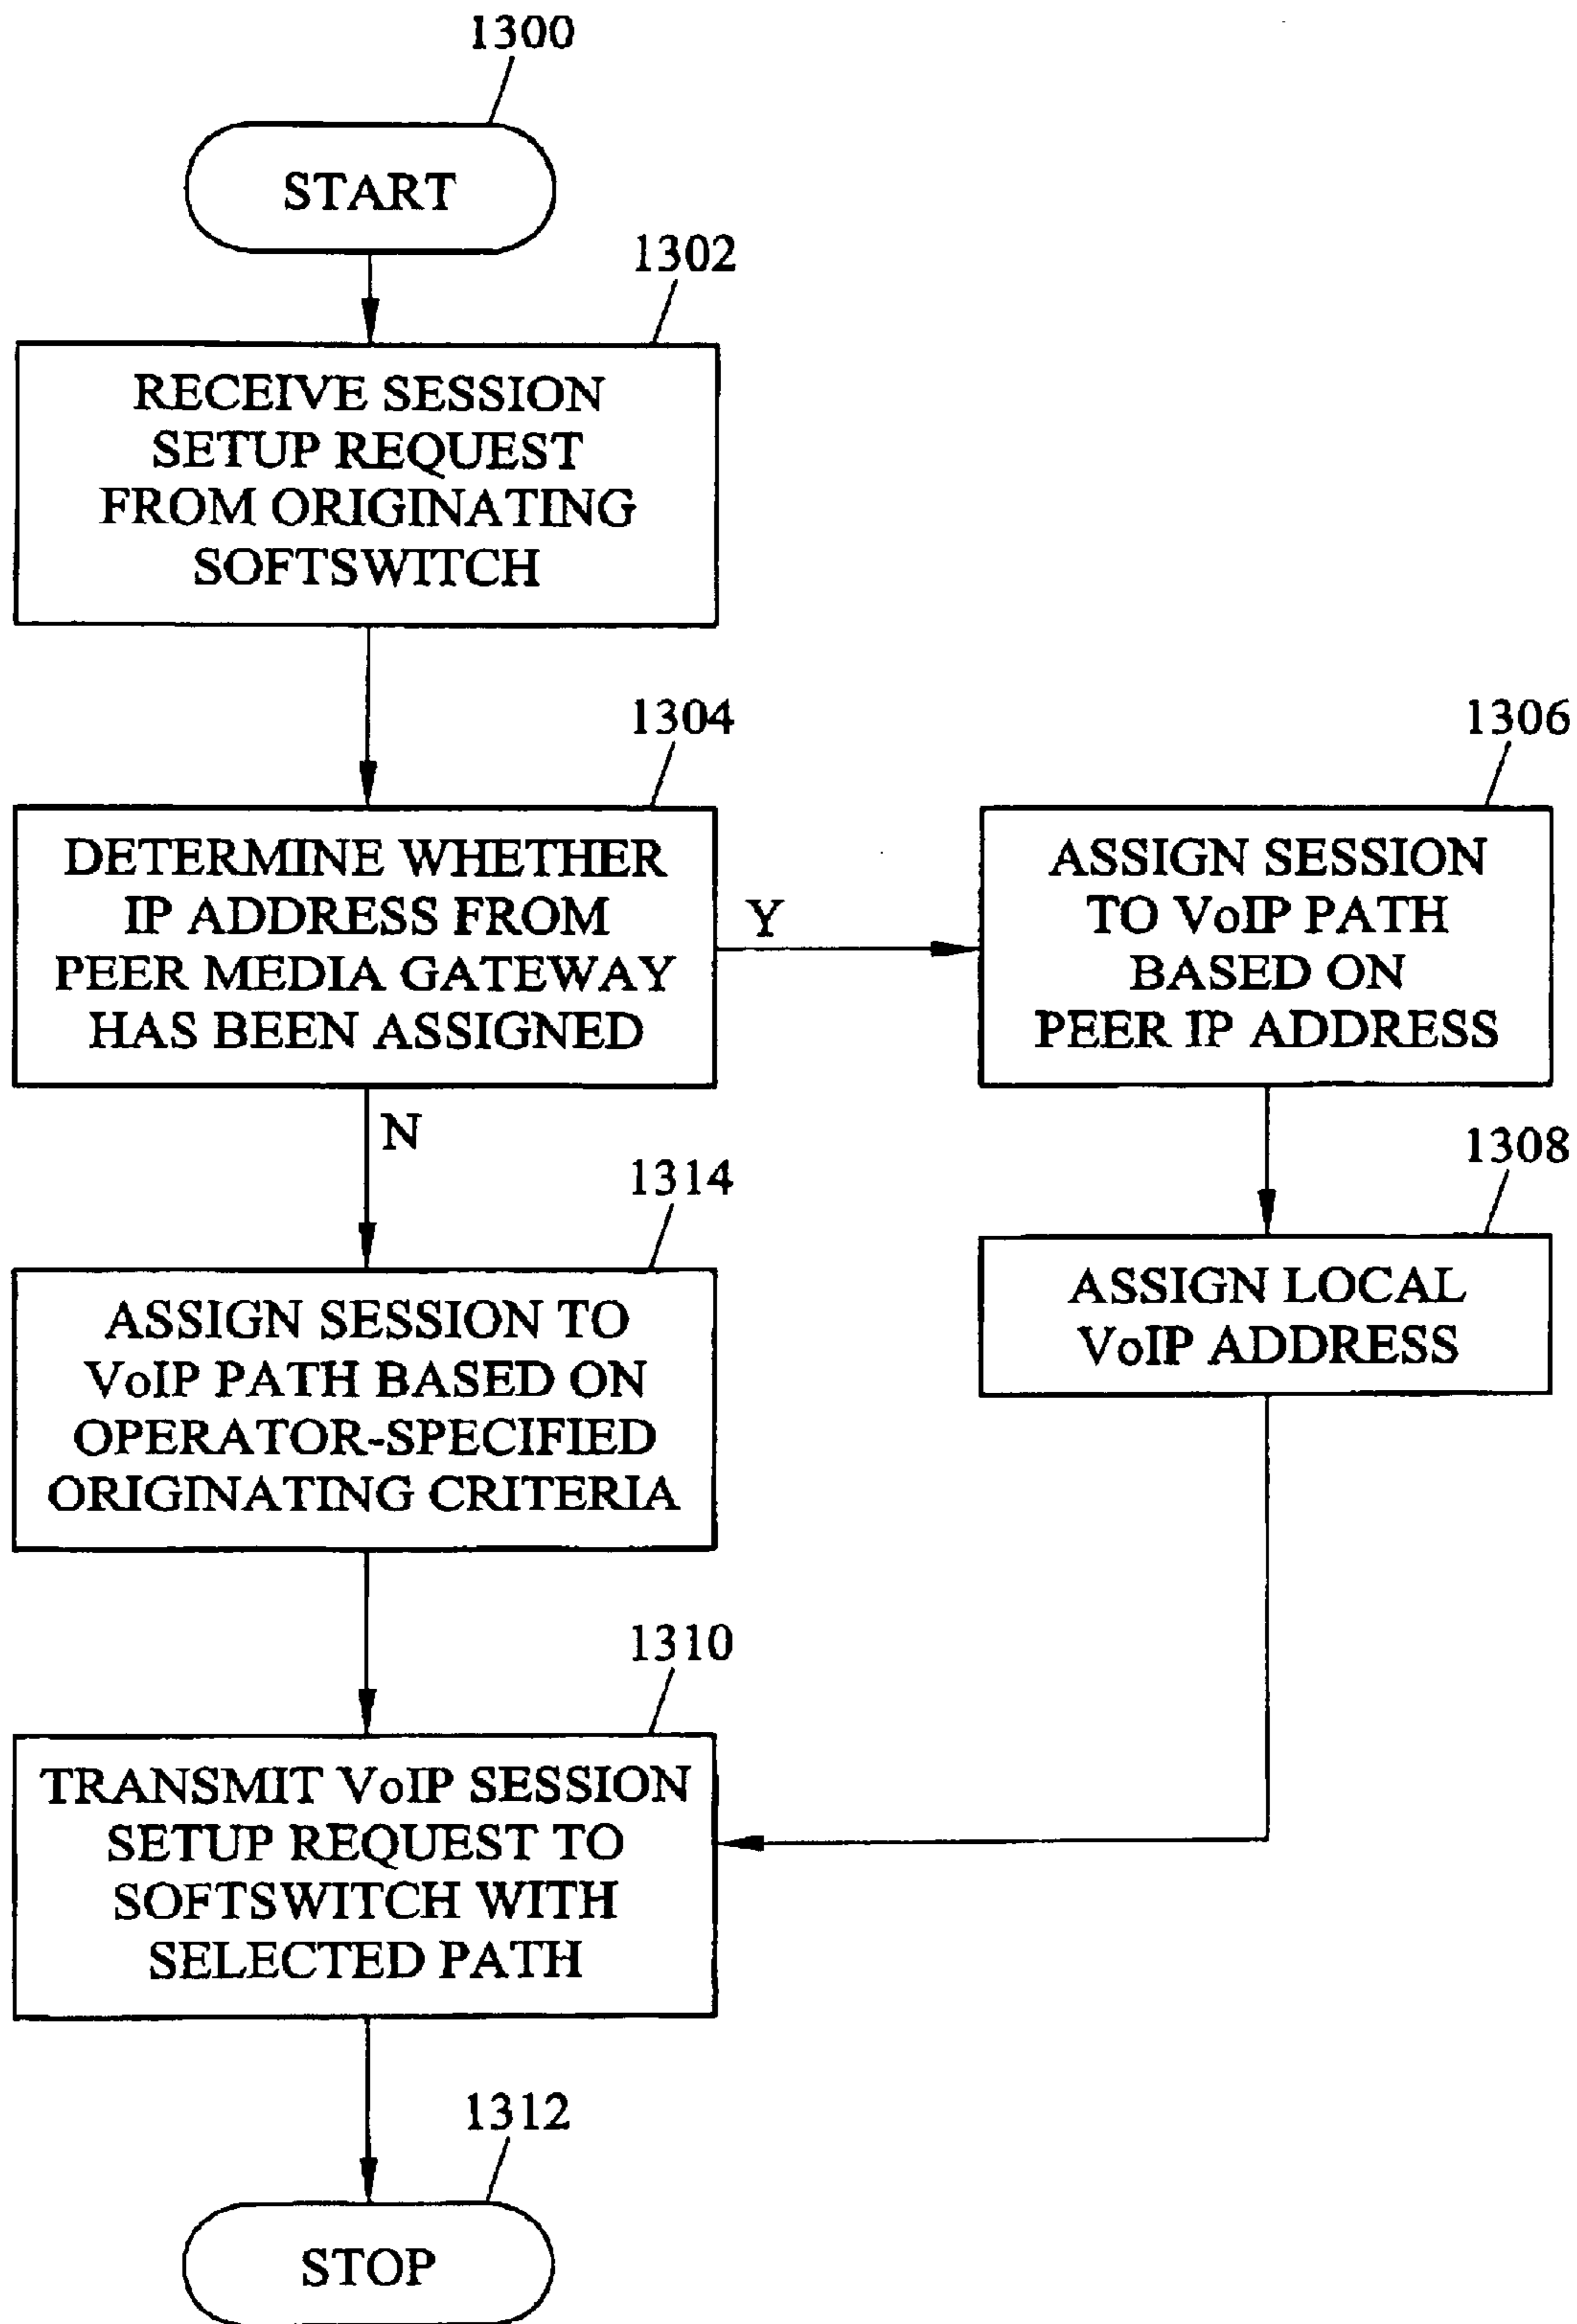 1300
START
1302
RECEIVE SESSION
SETUP REQUEST
FROM ORIGINATING
SOFTSWITCH
1304
DETERMINE WHETHER
IP ADDRESS FROM
PEER MEDIA GATEWAY
HAS BEEN ASSIGNED
Y
1306
ASSIGN SESSION
TO VoIP PATH
BASED ON
PEER IP ADDRESS
N
1308
ASSIGN LOCAL
VoIP ADDRESS
1314
ASSIGN SESSION TO
VoIP PATH BASED ON
OPERATOR-SPECIFIED
ORIGINATING CRITERIA
1310
TRANSMIT VoIP SESSION
SETUP REQUEST TO
SOFTSWITCH WITH
SELECTED PATH
1312
STOP